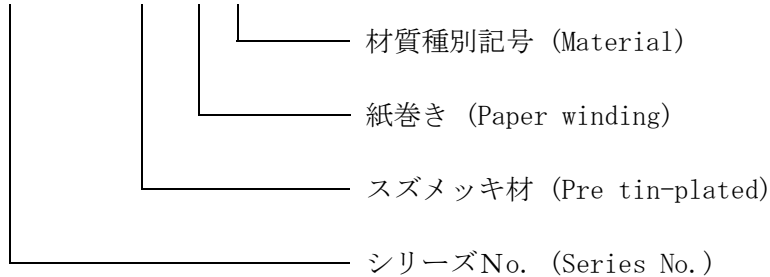 材質種別記号 (Material)
紙巻き (Paper winding)
スズメッキ材 (Pre tin-plated)
シリーズNo. (Series No.)